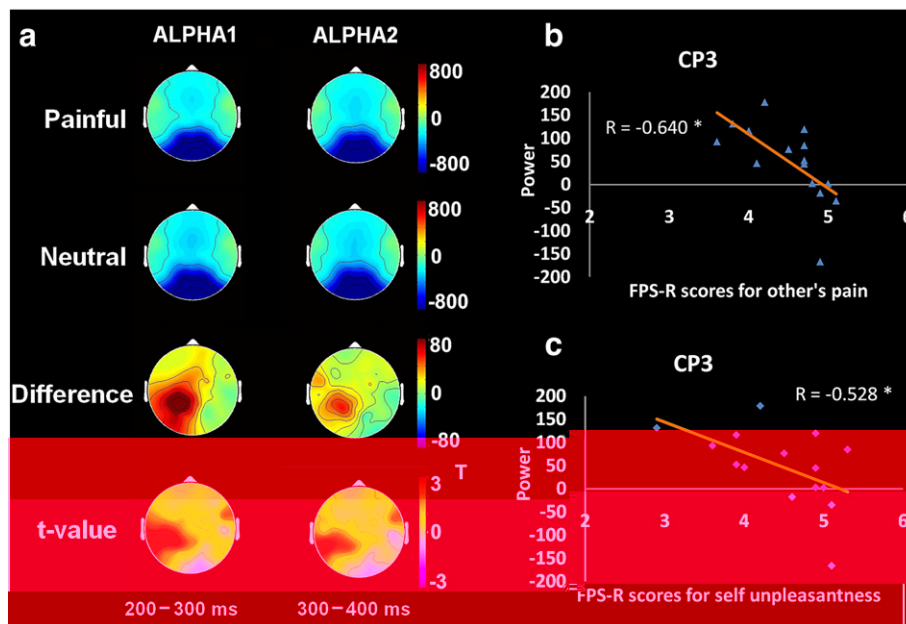 a
ALPHA1 ALPHA2
Painful
800
0
-800
Neutral
800
0
-800
Difference
80
0
-80
t-value
T
3
0
-3
200–300 ms 300–400 ms
b
CP3
R = -0.640 *
Power
200
150
100
50
0
-50
-100
-150
-200
2 3 4 5 6
FPS-R scores for other's pain
c
CP3
R = -0.528 *
Power
200
150
100
50
0
-50
-100
-150
-200
2 3 4 5 6
FPS-R scores for self unpleasantness